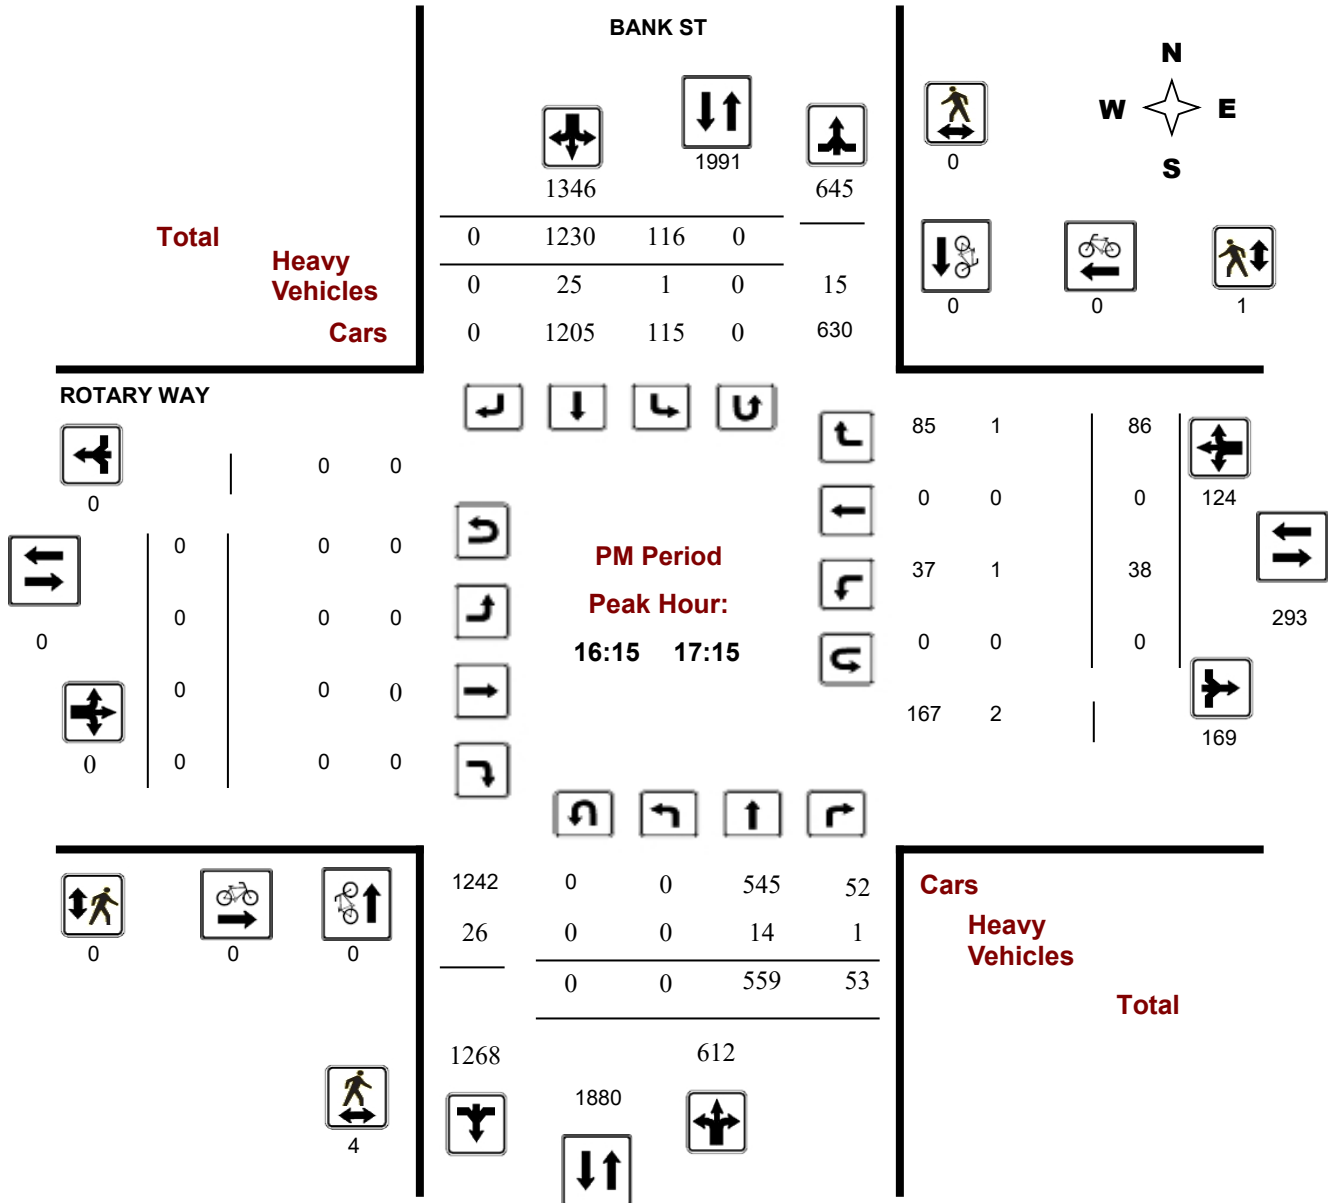 BANK ST
N
W E
S
1991
0
1346 645
Total 0 1230 116 0
Heavy
Vehicles 0 25 1 0 15
0 0 1
Cars 0 1205 115 0 630
ROTARY WAY
85 1 86
0 0
0 0 0 0 124
0 0 0
PM Period
37 1 38
0 0 0
Peak Hour:
293
0 16:15 17:15 0 0 0
0 0 0
167 2
169
0 0 0 0
1242 0 0 545 52
Cars
26 0 0 14 1
Heavy
Vehicles
0 0 0
0 0 559 53
Total
1268 612
1880
4